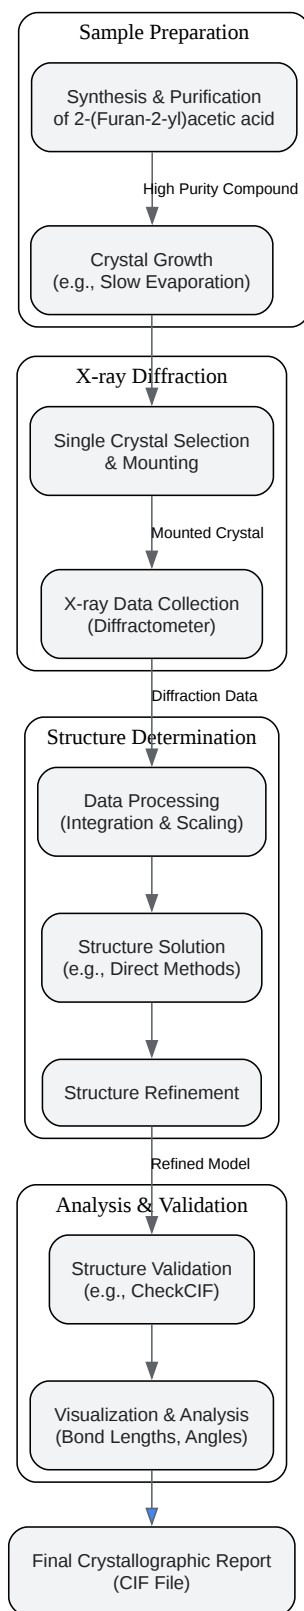 Sample Preparation
Synthesis & Purification
of 2-(Furan-2-yl)acetic acid
High Purity Compound
Crystal Growth
(e.g., Slow Evaporation)
X-ray Diffraction
Single Crystal Selection
& Mounting
Mounted Crystal
X-ray Data Collection
(Diffractometer)
Diffraction Data
Structure Determination
Data Processing
(Integration & Scaling)
Structure Solution
(e.g., Direct Methods)
Structure Refinement
Refined Model
Analysis & Validation
Structure Validation
(e.g., CheckCIF)
Visualization & Analysis
(Bond Lengths, Angles)
Final Crystallographic Report
(CIF File)